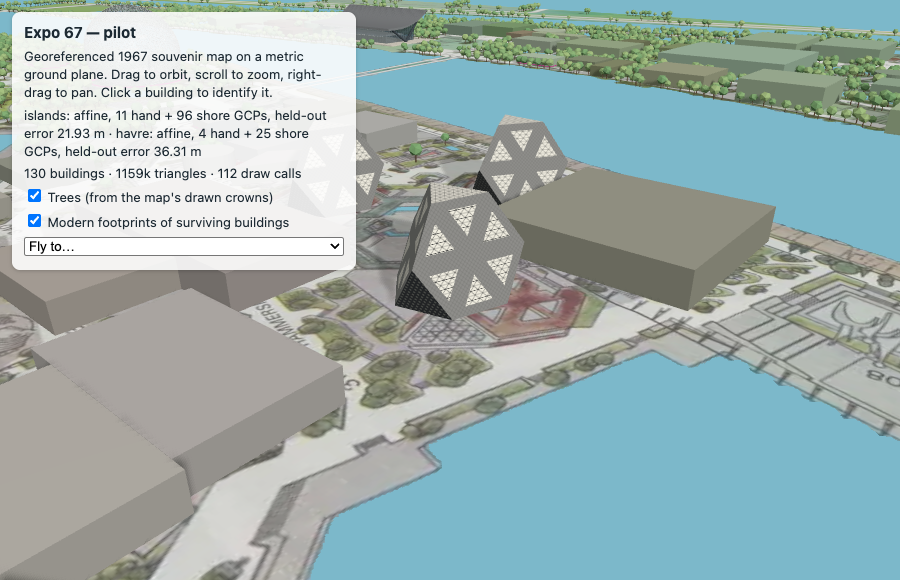 Expo 67 — pilot
Georeferenced 1967 souvenir map on a metric
ground plane. Drag to orbit, scroll to zoom, right-
drag to pan. Click a building to identify it.
islands: affine, 11 hand + 96 shore GCPs, held-out
error 21.93 m · havre: affine, 4 hand + 25 shore
GCPs, held-out error 36.31 m
130 buildings · 1159k triangles · 112 draw calls
Trees (from the map's drawn crowns)
Modern footprints of surviving buildings
Fly to…